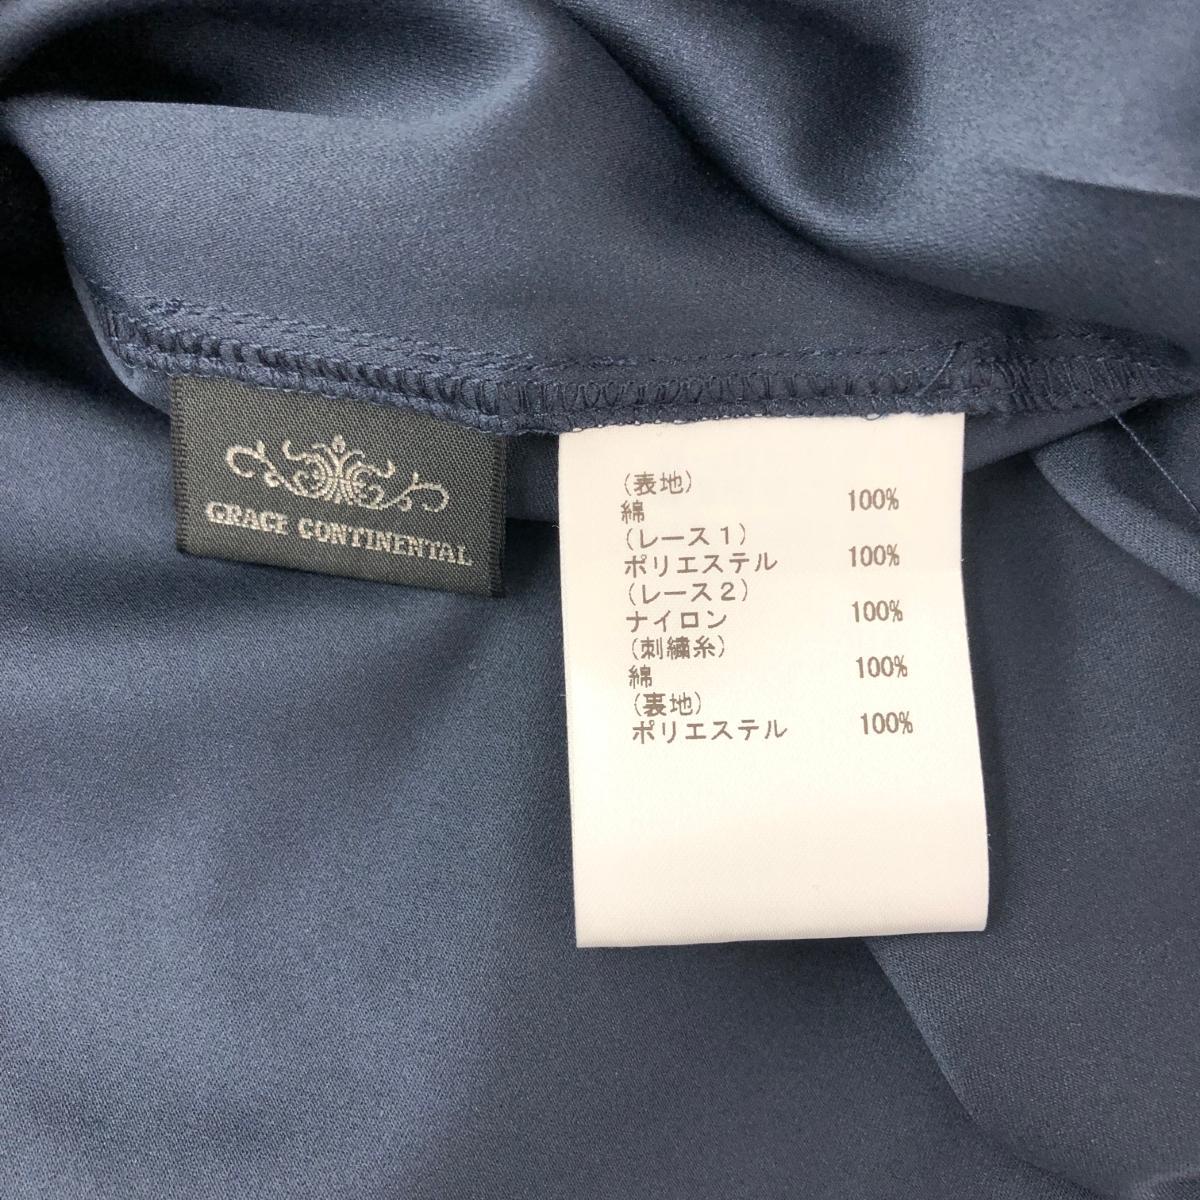 GRACE CONTINENTAL
(表地)
綿 100%
(レース1)
ポリエステル 100%
(レース2)
ナイロン 100%
(刺繍糸)
綿 100%
(裏地)
ポリエステル 100%